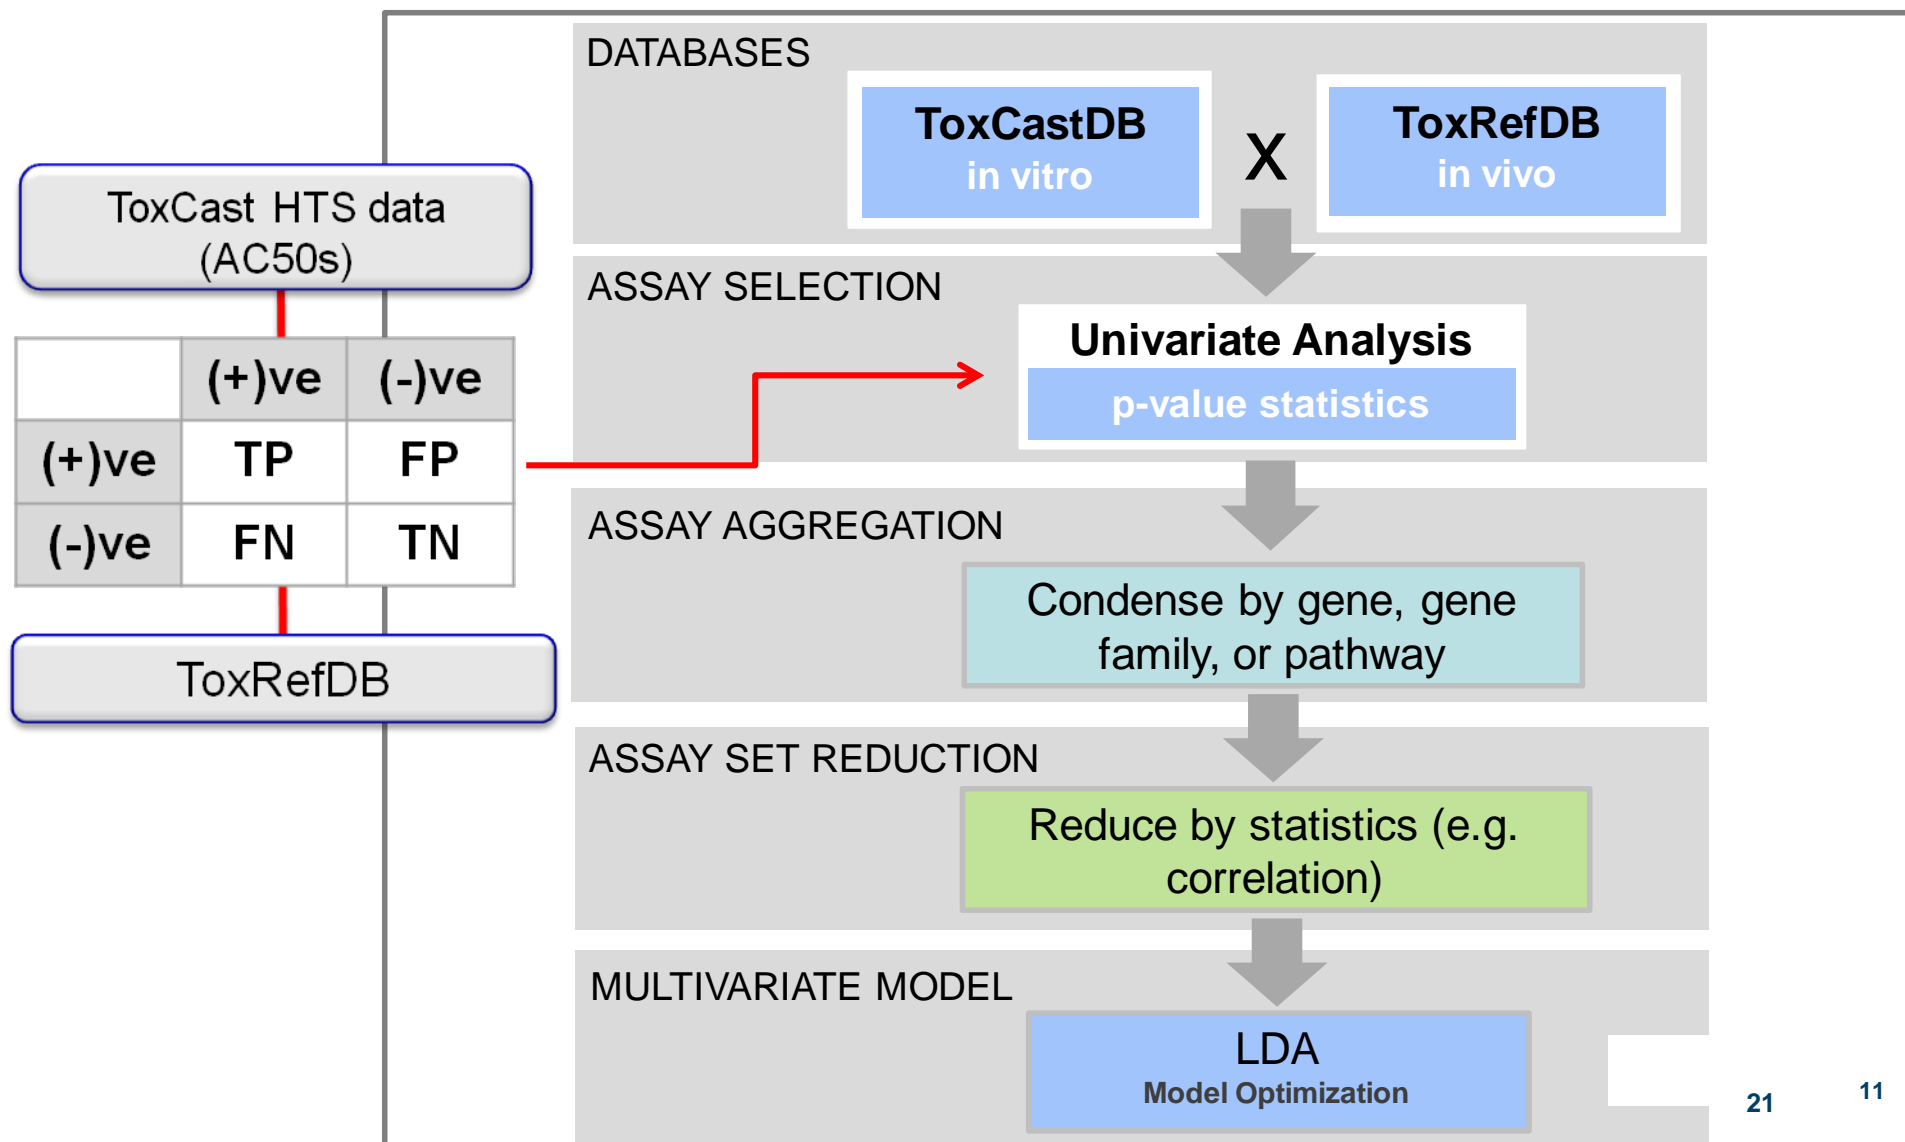 DATABASES
ToxCastDB
in vitro
X
ToxRefDB
in vivo
ToxCast HTS data
(AC50s)
(+)ve (-)ve
(+)ve TP FP
(-)ve FN TN
ToxRefDB
ASSAY SELECTION
Univariate Analysis
p-value statistics
ASSAY AGGREGATION
Condense by gene, gene
family, or pathway
ASSAY SET REDUCTION
Reduce by statistics (e.g.
correlation)
MULTIVARIATE MODEL
LDA
Model Optimization
21
11